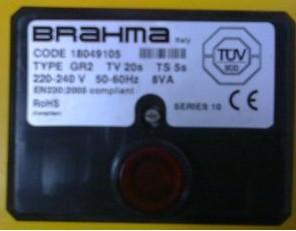 BRAHMA Italy
CODE 18049105
TYPE GR2 TV 20s TS 5s
220-240 V 50-60Hz 8VA
EN230:2005 compliant
RoHS
compliant
SERIES 10 CE
TÜV